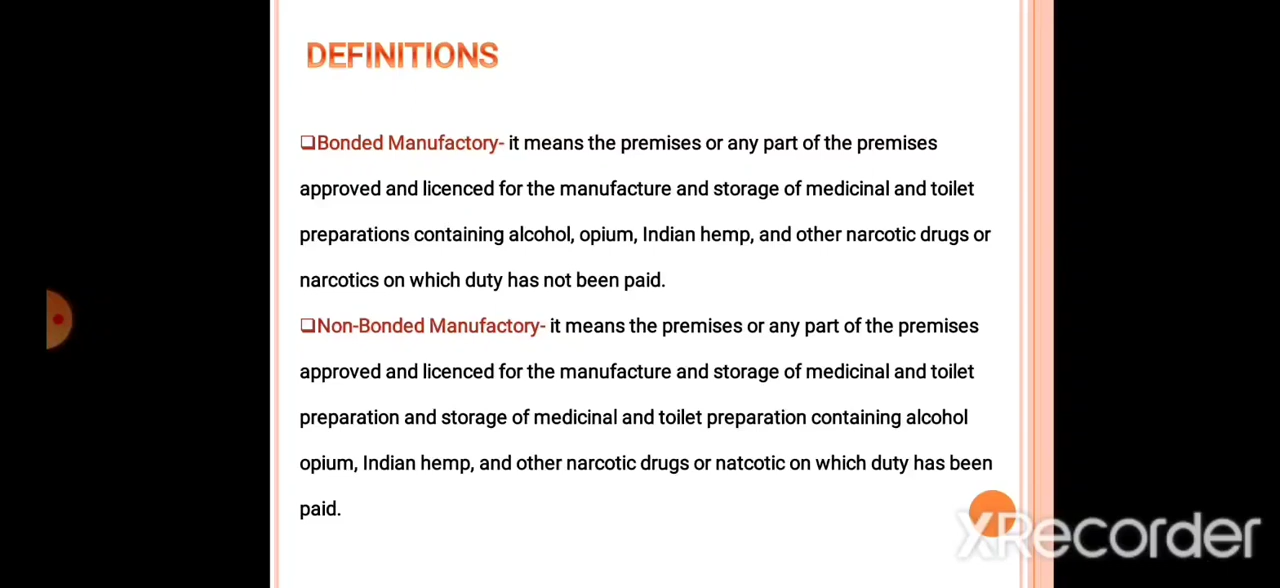 DEFINITIONS
❑Bonded Manufactory- it means the premises or any part of the premises
approved and licenced for the manufacture and storage of medicinal and toilet
preparations containing alcohol, opium, Indian hemp, and other narcotic drugs or
narcotics on which duty has not been paid.
❑Non-Bonded Manufactory- it means the premises or any part of the premises
approved and licenced for the manufacture and storage of medicinal and toilet
preparation and storage of medicinal and toilet preparation containing alcohol
opium, Indian hemp, and other narcotic drugs or natcotic on which duty has been
paid.
XRecorder